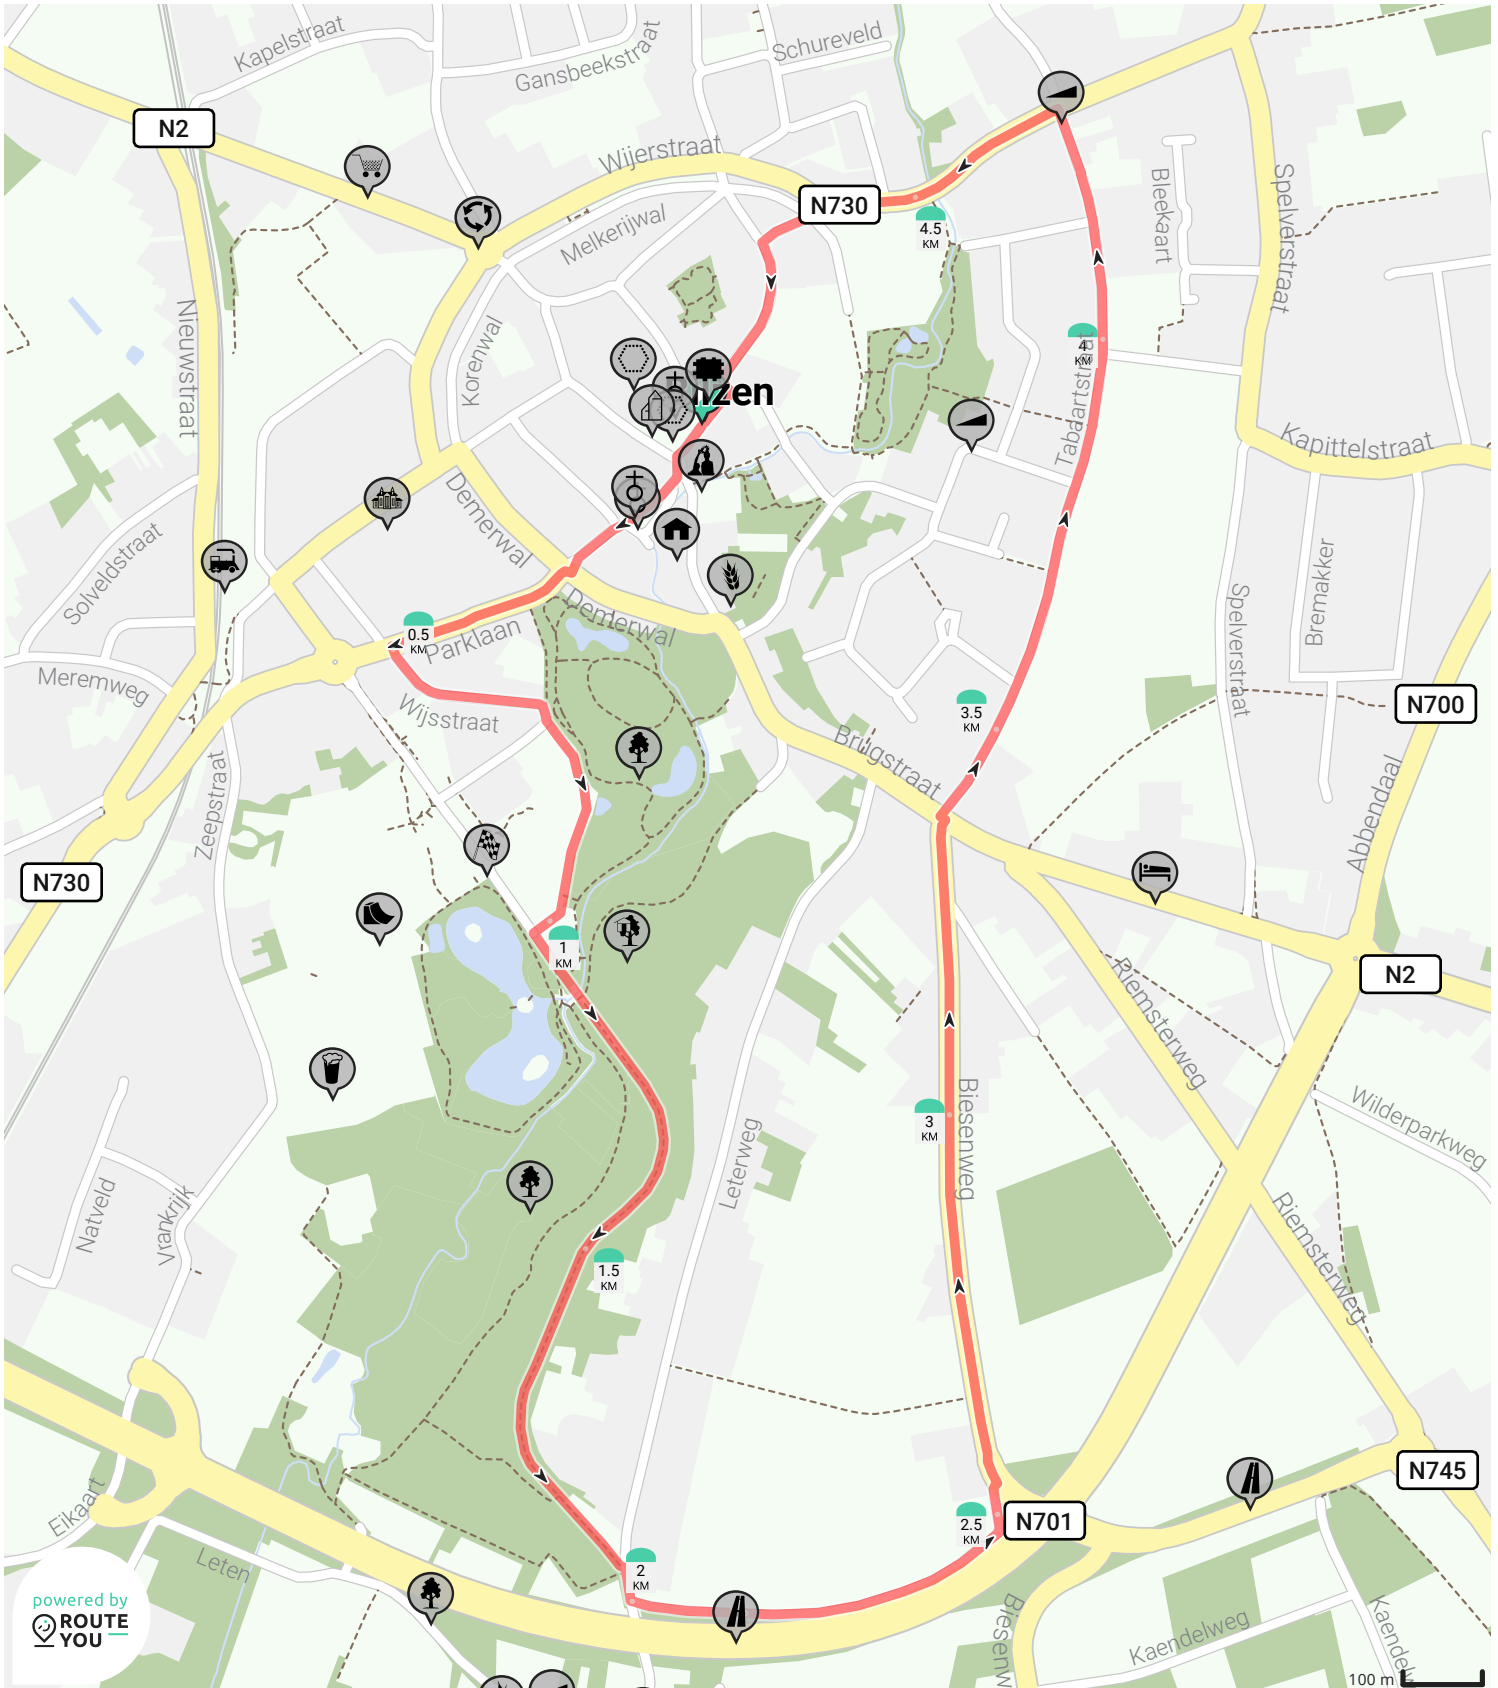 Kapelstraat
Gansbeekstraat
Schureveld
N2
Wijerstraat
N730
Melkerijwal
4.5
KM
Bleekaart
Spelverstraat
Nieuwstraat
Korenwal
4
KM
Tabaartstraat
zen
Kapittelstraat
Demerwal
Solveldstraat
Bremakker
Spelverstraat
Demerwal
0.5
KM
Parklaan
Meremweg
Wijsstraat
3.5
KM
N700
Brugstraat
Zeepstraat
Abbendaal
N730
1
KM
N2
Riemsterweg
Biesenweg
3
KM
Wilderparkweg
Leterweg
Natveld
Vrankrijk
Riemsterweg
1.5
KM
N745
Eikaart
2.5
KM
N701
Leten
2
KM
Biesenw
Kaendelweg
Kaendelw
powered by
ROUTE
YOU
100 m